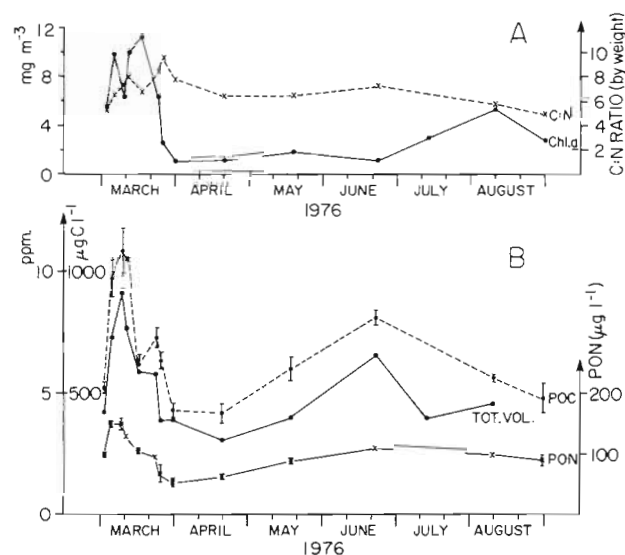 A
mg m-3
12
8
4
0
C:N RATIO (by weight)
10
8
6
4
2
C:N
Chl.a
MARCH APRIL MAY JUNE JULY AUGUST
1976
B
ppm.
µgCl-1
10
1000
5
500
0
PON (µg l-1)
200
100
POC
TOT.VOL.
PON
MARCH APRIL MAY JUNE JULY AUGUST
1976